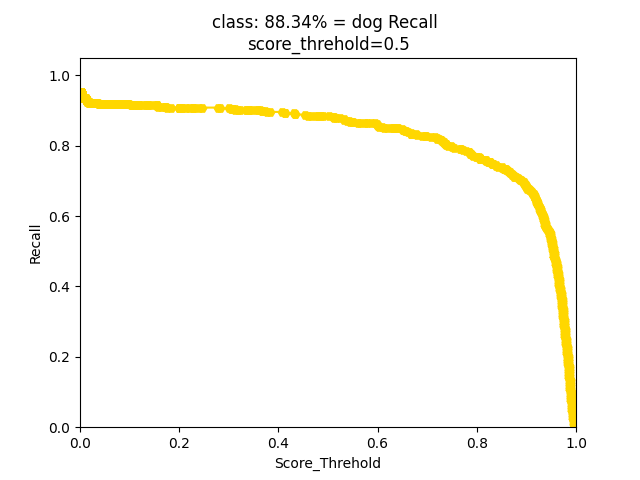 class: 88.34% = dog Recall
score_threhold=0.5
1.0
0.8
0.6
0.4
0.2
0.0
Recall
0.0 0.2 0.4 0.6 0.8 1.0
Score_Threhold